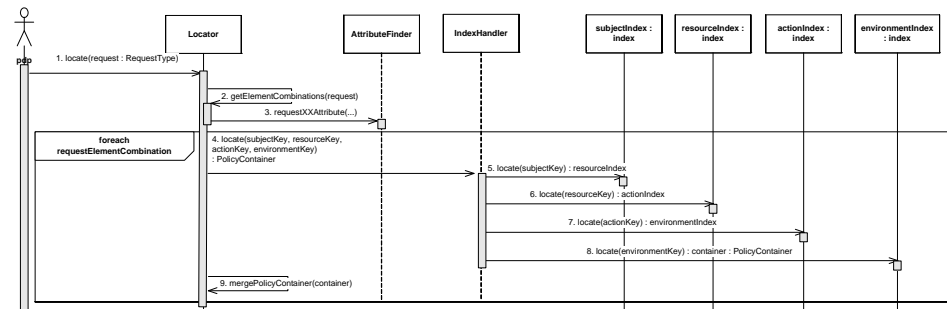 Locator
AttributeFinder
IndexHandler
subjectIndex :
index
resourceIndex :
index
actionIndex :
index
environmentIndex
: index
pdp
1. locate(request : RequestType)
2. getElementCombinations(request)
3. requestXXAttribute(...)
foreach
requestElementCombination
4. locate(subjectKey, resourceKey,
actionKey, environmentKey)
: PolicyContainer
5. locate(subjectKey) : resourceIndex
6. locate(resourceKey) : actionIndex
7. locate(actionKey) : environmentIndex
8. locate(environmentKey) : container : PolicyContainer
9. mergePolicyContainer(container)